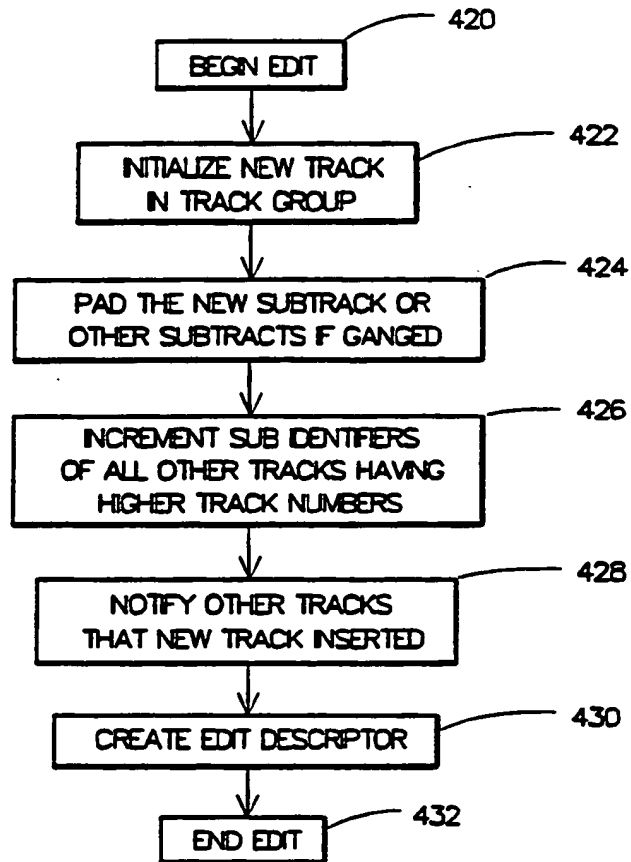 420
BEGIN EDIT
422
INITIALIZE NEW TRACK
IN TRACK GROUP
424
PAD THE NEW SUBTRACK OR
OTHER SUBTRACTS IF GANGED
426
INCREMENT SUB IDENTIFERS
OF ALL OTHER TRACKS HAVING
HIGHER TRACK NUMBERS
428
NOTIFY OTHER TRACKS
THAT NEW TRACK INSERTED
430
CREATE EDIT DESCRIPTOR
432
END EDIT